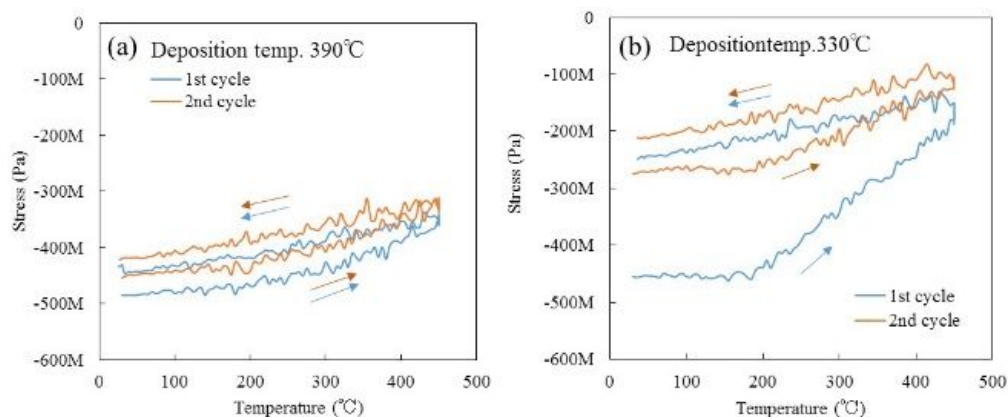 (a) Deposition temp. 390℃
1st cycle
2nd cycle
0
-100M
-200M
-300M
-400M
-500M
-600M
Stress (Pa)
0 100 200 300 400 500
Temperature (℃)
(b) Depositiontemp.330℃
0
-100M
-200M
-300M
-400M
-500M
-600M
Stress (Pa)
1st cycle
2nd cycle
0 100 200 300 400 500
Temperature (℃)